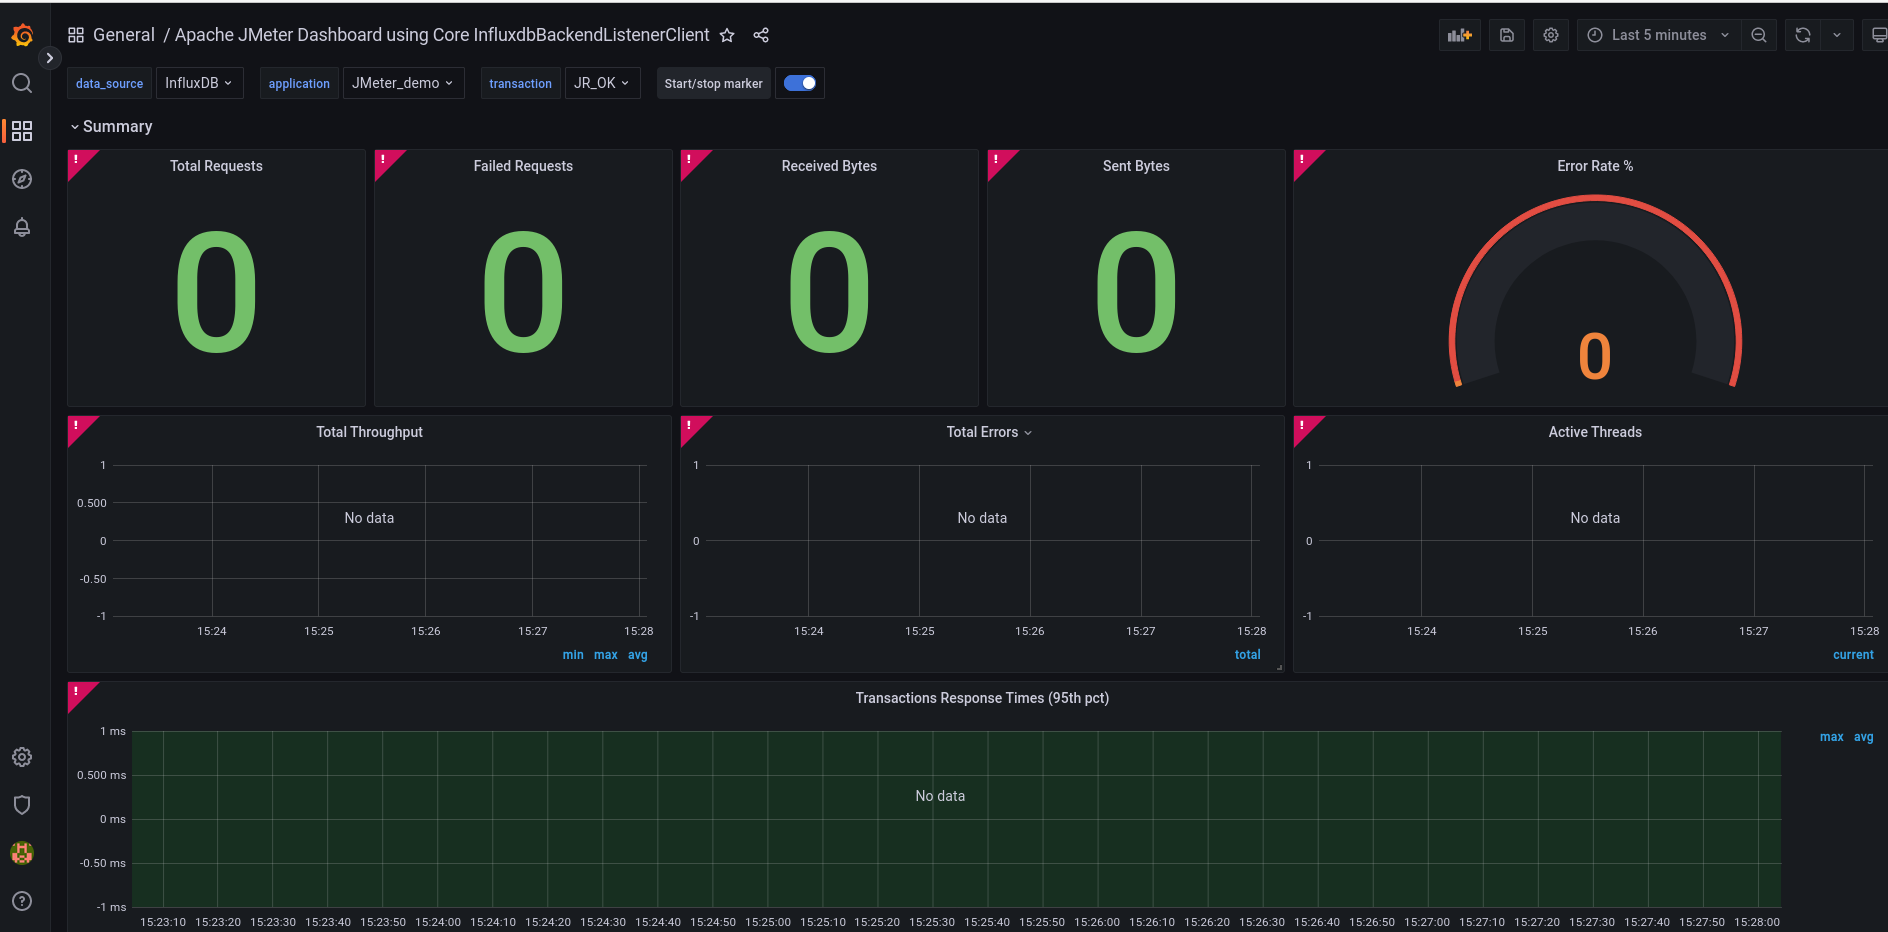 General / Apache JMeter Dashboard using Core InfluxdbBackendListenerClient
Last 5 minutes
data_source InfluxDB application JMeter_demo transaction JR_OK Start/stop marker
Summary
! Total Requests ! Failed Requests ! Received Bytes ! Sent Bytes ! Error Rate %
0 0 0 0 0
! Total Throughput
1
0.500
No data
0
-0.50
-1
15:24 15:25 15:26 15:27 15:28
min max avg
! Total Errors
1
No data
0
-1
15:24 15:25 15:26 15:27 15:28
total
! Active Threads
1
No data
0
-1
15:24 15:25 15:26 15:27 15:28
current
! Transactions Response Times (95th pct)
1 ms
max avg
0.500 ms
No data
0 ms
-0.50 ms
-1 ms
15:23:10 15:23:20 15:23:30 15:23:40 15:23:50 15:24:00 15:24:10 15:24:20 15:24:30 15:24:40 15:24:50 15:25:00 15:25:10 15:25:20 15:25:30 15:25:40 15:25:50 15:26:00 15:26:10 15:26:20 15:26:30 15:26:40 15:26:50 15:27:00 15:27:10 15:27:20 15:27:30 15:27:40 15:27:50 15:28:00